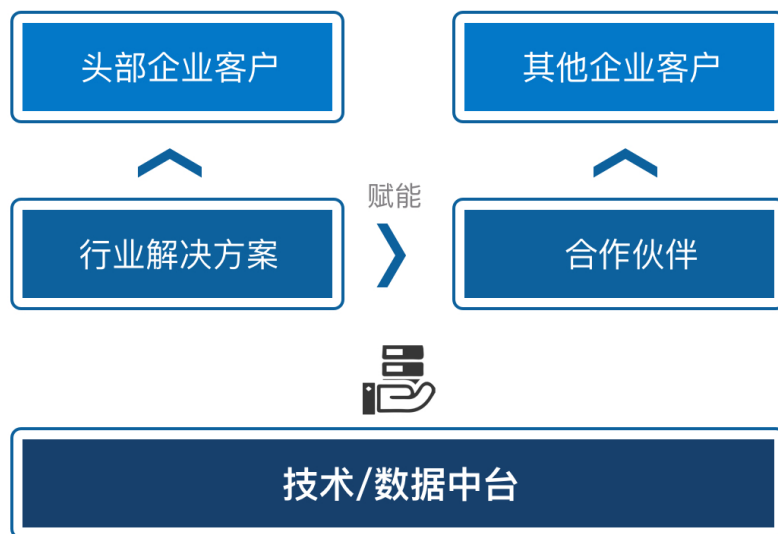 头部企业客户
其他企业客户
赋能
行业解决方案
合作伙伴
技术/数据中台